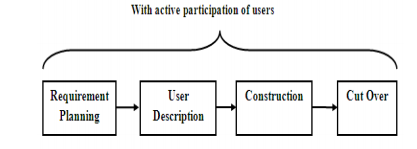 With active participation of users
Requirement
Planning
User
Description
Construction
Cut Over